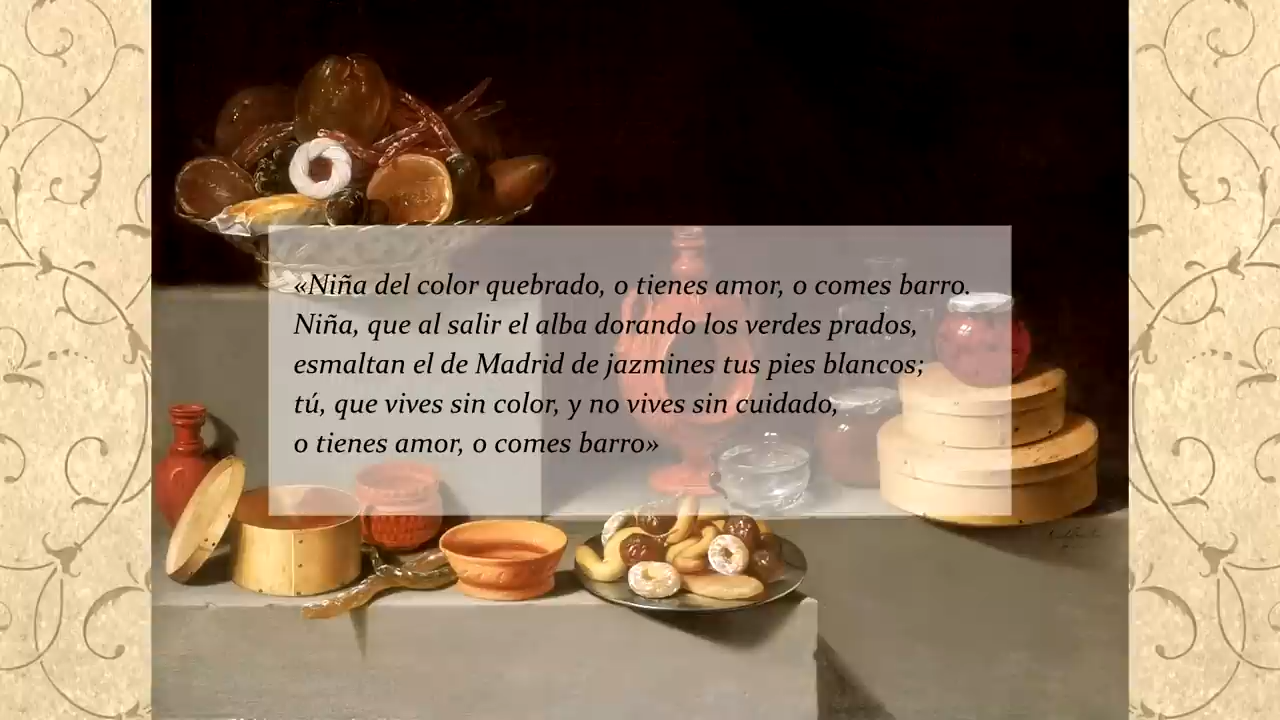 «Niña del color quebrado, o tienes amor, o comes barro.
Niña, que al salir el alba dorando los verdes prados,
esmaltan el de Madrid de jazmines tus pies blancos;
tú, que vives sin color, y no vives sin cuidado,
o tienes amor, o comes barro»